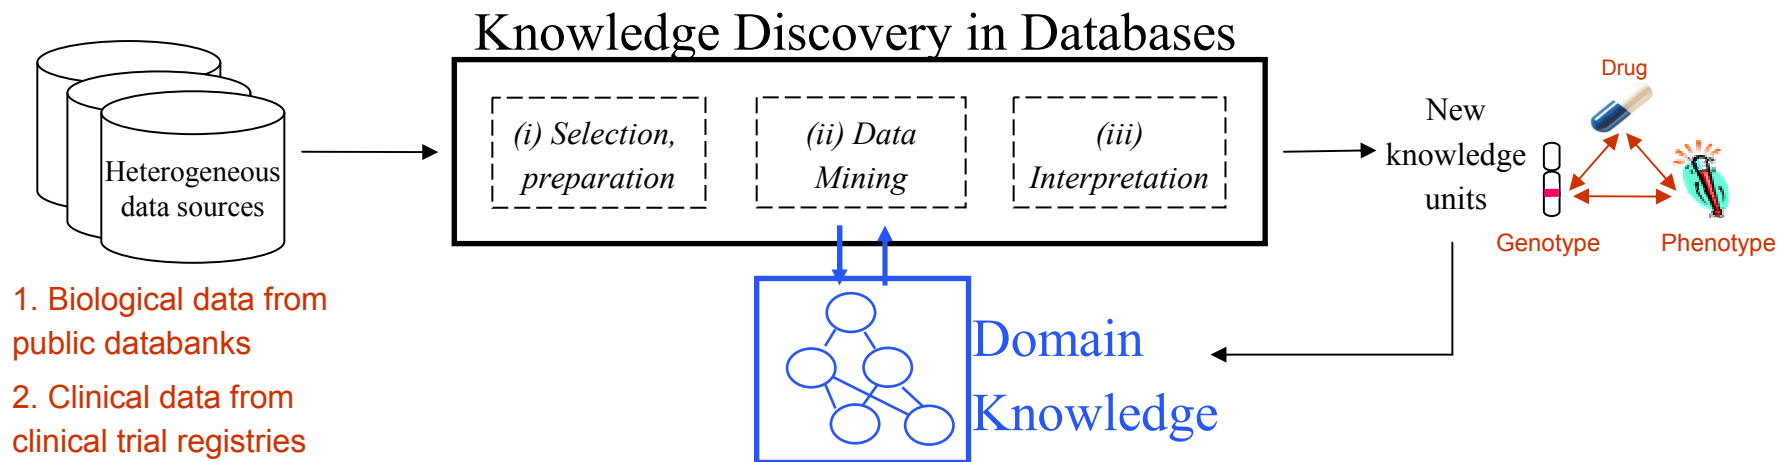 Knowledge Discovery in Databases
Heterogeneous
data sources
1. Biological data from
public databanks
2. Clinical data from
clinical trial registries
(i) Selection,
preparation
(ii) Data
Mining
(iii)
Interpretation
Domain
Knowledge
New
knowledge
units
Drug
Genotype
Phenotype